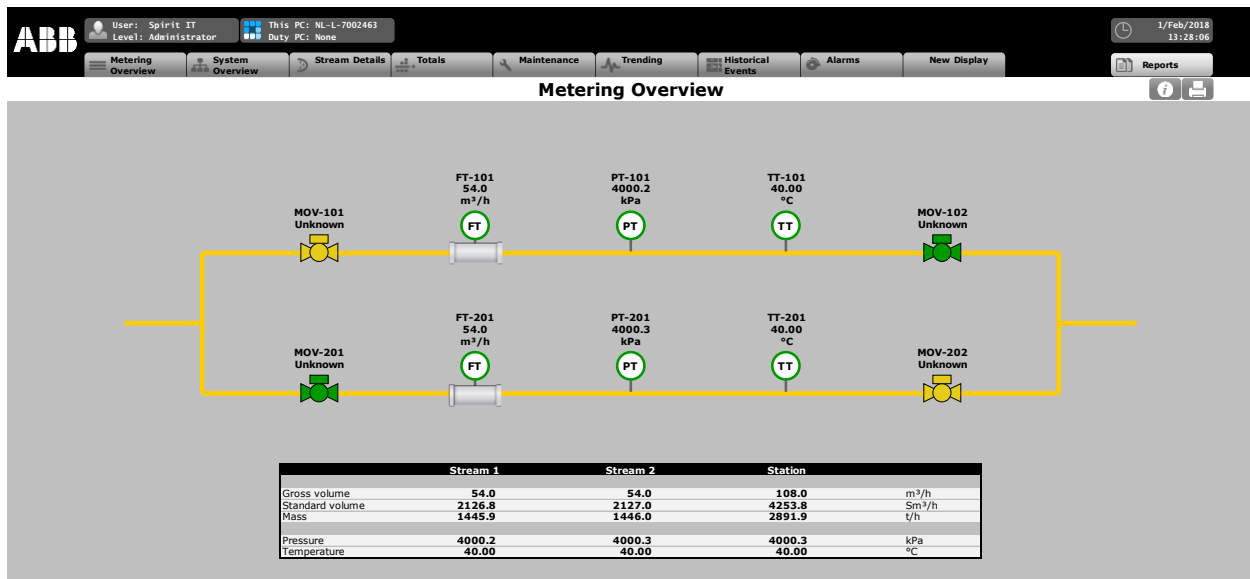 ABB
User: Spirit IT
Level: Administrator
This PC: NL-L-7002463
Duty PC: None
1/Feb/2018
13:28:06
Metering
Overview
System
Overview
Stream Details
Totals
Maintenance
Trending
Historical
Events
Alarms
New Display
Reports
Metering Overview
i
FT-101
54.0
m³/h
PT-101
4000.2
kPa
TT-101
40.00
°C
MOV-101
Unknown
FT
PT
TT
MOV-102
Unknown
FT-201
54.0
m³/h
PT-201
4000.3
kPa
TT-201
40.00
°C
MOV-201
Unknown
FT
PT
TT
MOV-202
Unknown
Stream 1 Stream 2 Station
Gross volume 54.0 54.0 108.0 m³/h
Standard volume 2126.8 2127.0 4253.8 Sm³/h
Mass 1445.9 1446.0 2891.9 t/h
Pressure 4000.2 4000.3 4000.3 kPa
Temperature 40.00 40.00 40.00 °C